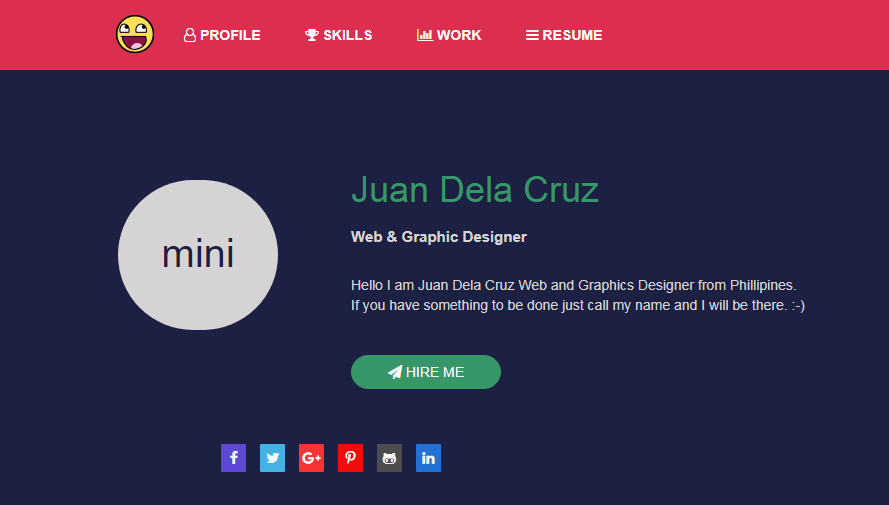 PROFILE SKILLS WORK RESUME
mini
Juan Dela Cruz
Web & Graphic Designer
Hello I am Juan Dela Cruz Web and Graphics Designer from Phillipines.
If you have something to be done just call my name and I will be there. :-)
HIRE ME
f G+ in